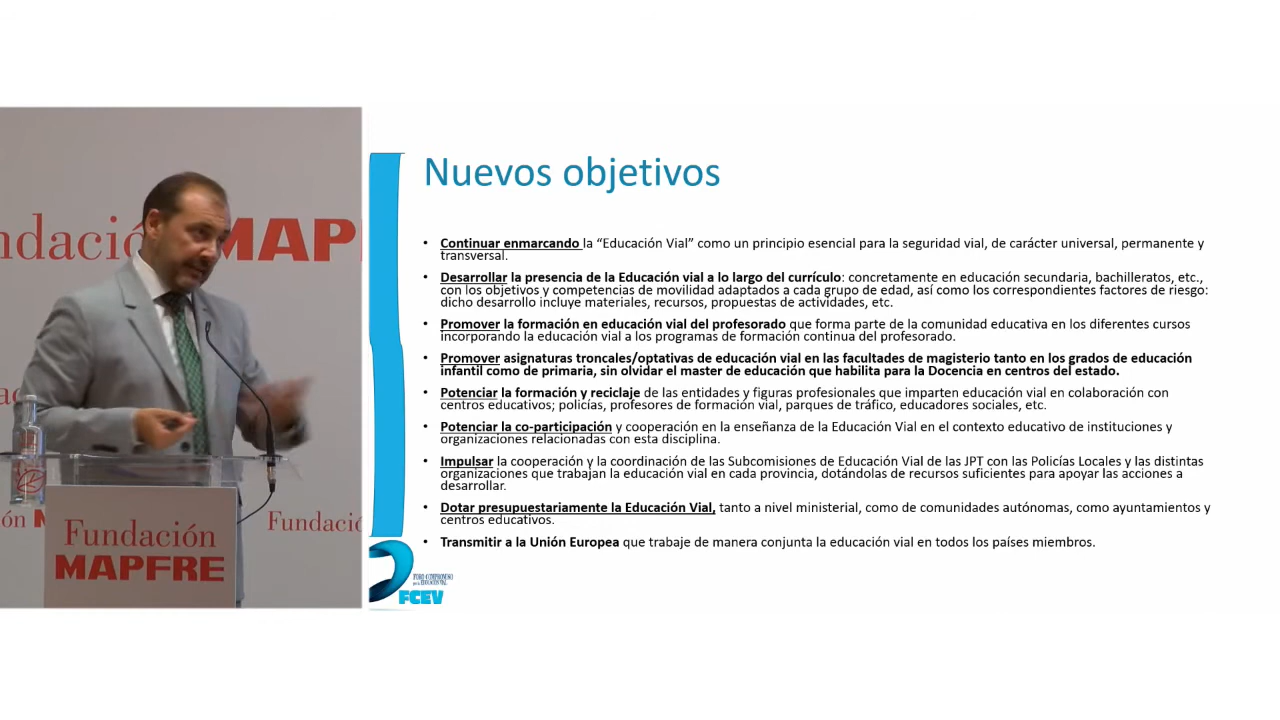 ndació MAPF
Fundación
MAPFRE
ón M
Fundació
Nuevos objetivos
• Continuar enmarcando la “Educación Vial” como un principio esencial para la seguridad vial, de carácter universal, permanente y
transversal.
• Desarrollar la presencia de la Educación vial a lo largo del currículo: concretamente en educación secundaria, bachilleratos, etc.,
con los objetivos y competencias de movilidad adaptados a cada grupo de edad, así como los correspondientes factores de riesgo:
dicho desarrollo incluye materiales, recursos, propuestas de actividades, etc.
• Promover la formación en educación vial del profesorado que forma parte de la comunidad educativa en los diferentes cursos
incorporando la educación vial a los programas de formación continua del profesorado.
• Promover asignaturas troncales/optativas de educación vial en las facultades de magisterio tanto en los grados de educación
infantil como de primaria, sin olvidar el master de educación que habilita para la Docencia en centros del estado.
• Potenciar la formación y reciclaje de las entidades y figuras profesionales que imparten educación vial en colaboración con
centros educativos; policías, profesores de formación vial, parques de tráfico, educadores sociales, etc.
• Potenciar la co-participación y cooperación en la enseñanza de la Educación Vial en el contexto educativo de instituciones y
organizaciones relacionadas con esta disciplina.
• Impulsar la cooperación y la coordinación de las Subcomisiones de Educación Vial de las JPT con las Policías Locales y las distintas
organizaciones que trabajan la educación vial en cada provincia, dotándolas de recursos suficientes para apoyar las acciones a
desarrollar.
• Dotar presupuestariamente la Educación Vial, tanto a nivel ministerial, como de comunidades autónomas, como ayuntamientos y
centros educativos.
• Transmitir a la Unión Europea que trabaje de manera conjunta la educación vial en todos los países miembros.
FORO + COMPROMISO
por la EDUCACIÓN VIAL
FCEV